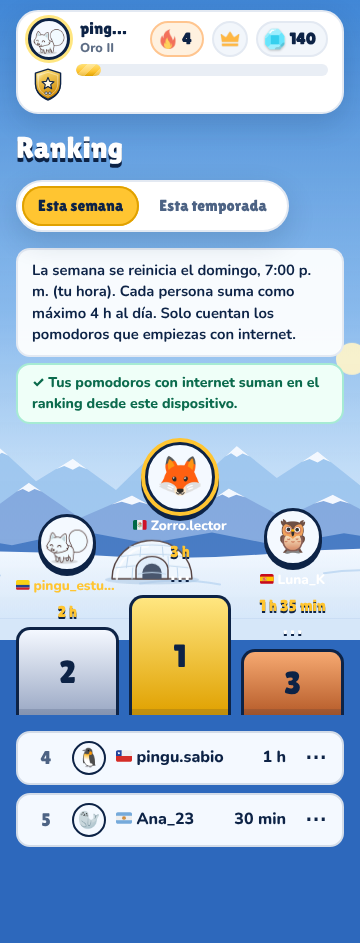 ping...
Oro II
4
140
Ranking
Esta semana
Esta temporada
La semana se reinicia el domingo, 7:00 p.
m. (tu hora). Cada persona suma como
máximo 4 h al día. Solo cuentan los
pomodoros que empiezas con internet.
✓ Tus pomodoros con internet suman en el
ranking desde este dispositivo.
Zorro.lector
3 h
...
pingu_estu...
2 h
Luna_K
1 h 35 min
...
2
1
3
4 pingu.sabio 1 h ...
5 Ana_23 30 min ...